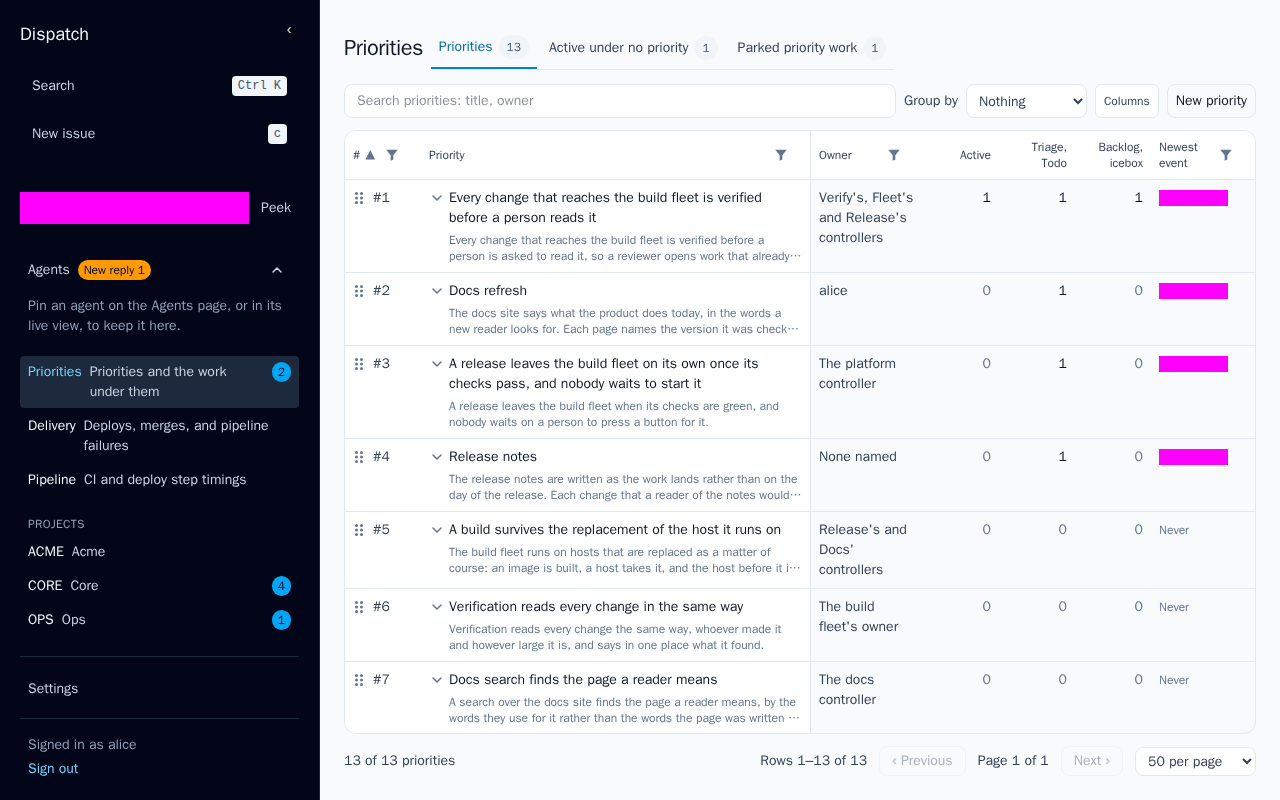 Dispatch
‹
Search
Ctrl K
New issue
C
Peek
Agents New reply 1
Pin an agent on the Agents page, or in its
live view, to keep it here.
Priorities Priorities and the work
under them
2
Delivery Deploys, merges, and pipeline
failures
Pipeline CI and deploy step timings
PROJECTS
ACME Acme
CORE Core 4
OPS Ops 1
Settings
Signed in as alice
Sign out
Priorities
Priorities 13
Active under no priority 1
Parked priority work 1
Search priorities: title, owner
Group by
Nothing
Columns
New priority
# ▲
Priority
Owner
Active
Triage,
Todo
Backlog,
icebox
Newest
event
#1
Every change that reaches the build fleet is verified
before a person reads it
Every change that reaches the build fleet is verified before a
person is asked to read it, so a reviewer opens work that already…
Verify's, Fleet's
and Release's
controllers
1 1 1
#2
Docs refresh
The docs site says what the product does today, in the words a
new reader looks for. Each page names the version it was check…
alice
0 1 0
#3
A release leaves the build fleet on its own once its
checks pass, and nobody waits to start it
A release leaves the build fleet when its checks are green, and
nobody waits on a person to press a button for it.
The platform
controller
0 1 0
#4
Release notes
The release notes are written as the work lands rather than on the
day of the release. Each change that a reader of the notes would…
None named
0 1 0
#5
A build survives the replacement of the host it runs on
The build fleet runs on hosts that are replaced as a matter of
course: an image is built, a host takes it, and the host before it i…
Release's and
Docs'
controllers
0 0 0 Never
#6
Verification reads every change in the same way
Verification reads every change the same way, whoever made it
and however large it is, and says in one place what it found.
The build
fleet's owner
0 0 0 Never
#7
Docs search finds the page a reader means
A search over the docs site finds the page a reader means, by the
words they use for it rather than the words the page was written …
The docs
controller
0 0 0 Never
13 of 13 priorities
Rows 1–13 of 13
‹ Previous
Page 1 of 1
Next ›
50 per page